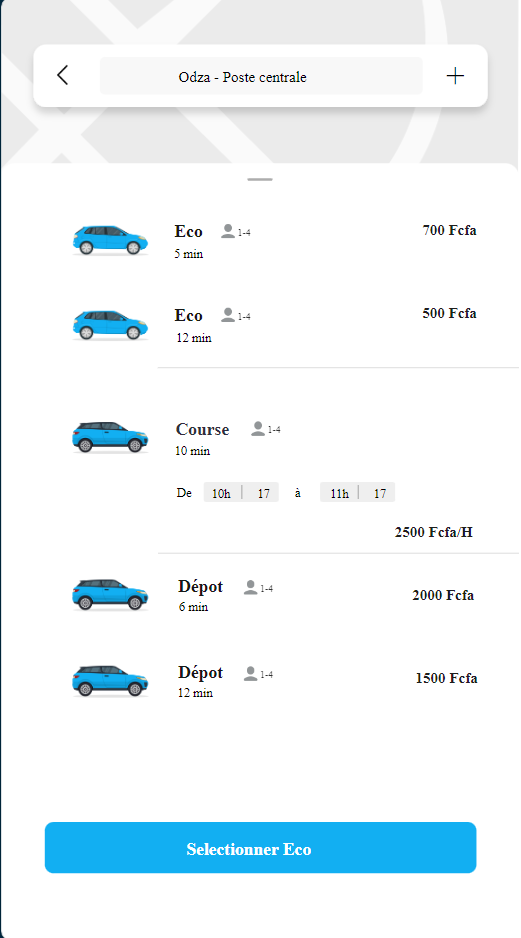 Odza - Poste centrale
Eco 1-4 700 Fcfa
5 min
Eco 1-4 500 Fcfa
12 min
Course 1-4
10 min
De 10h 17 à 11h 17
2500 Fcfa/H
Dépot 1-4 2000 Fcfa
6 min
Dépot 1-4 1500 Fcfa
12 min
Selectionner Eco